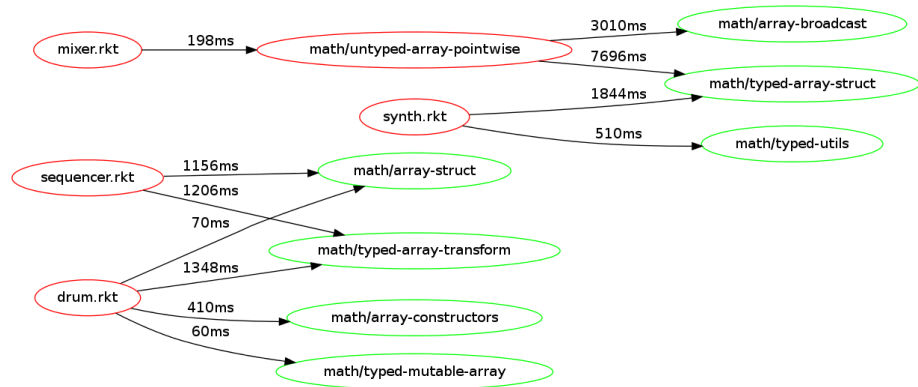 3010ms
math/array-broadcast
mixer.rkt
198ms
math/untyped-array-pointwise
7696ms
math/typed-array-struct
1844ms
synth.rkt
510ms
math/typed-utils
1156ms
math/array-struct
sequencer.rkt
1206ms
70ms
math/typed-array-transform
1348ms
drum.rkt
410ms
math/array-constructors
60ms
math/typed-mutable-array